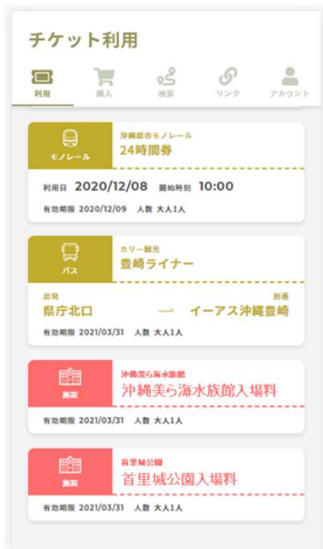 チケット利用
利用 購入 検索 リンク アカウント
モノレール
沖縄都市モノレール
24時間券
利用日 2020/12/08 開始時刻 10:00
有効期限 2020/12/09 人数 大人1人
バス
カリー観光
豊崎ライナー
出発 到着
県庁北口 → イーアス沖縄豊崎
有効期限 2021/03/31 人数 大人1人
施設
沖縄美ら海水族館
沖縄美ら海水族館入場料
有効期限 2021/03/31 人数 大人1人
施設
首里城公園
首里城公園入場料
有効期限 2021/03/31 人数 大人1人